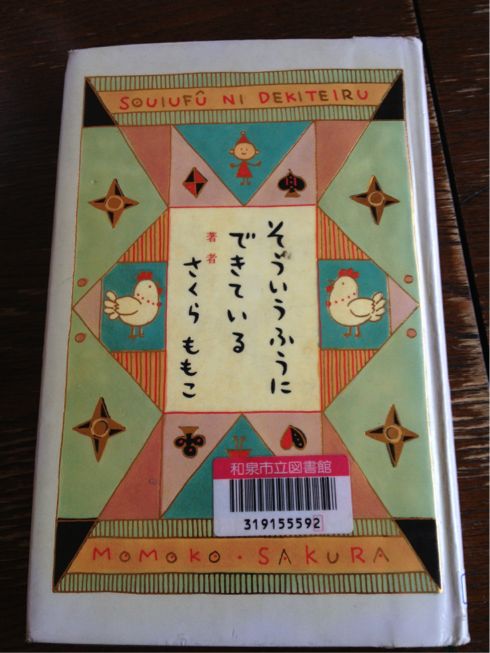 SOUIUFÛ NI DEKITEIRU
そういうふうに
できている
著者
さくらももこ
和泉市立図書館
319155592
MOMOKO・SAKURA